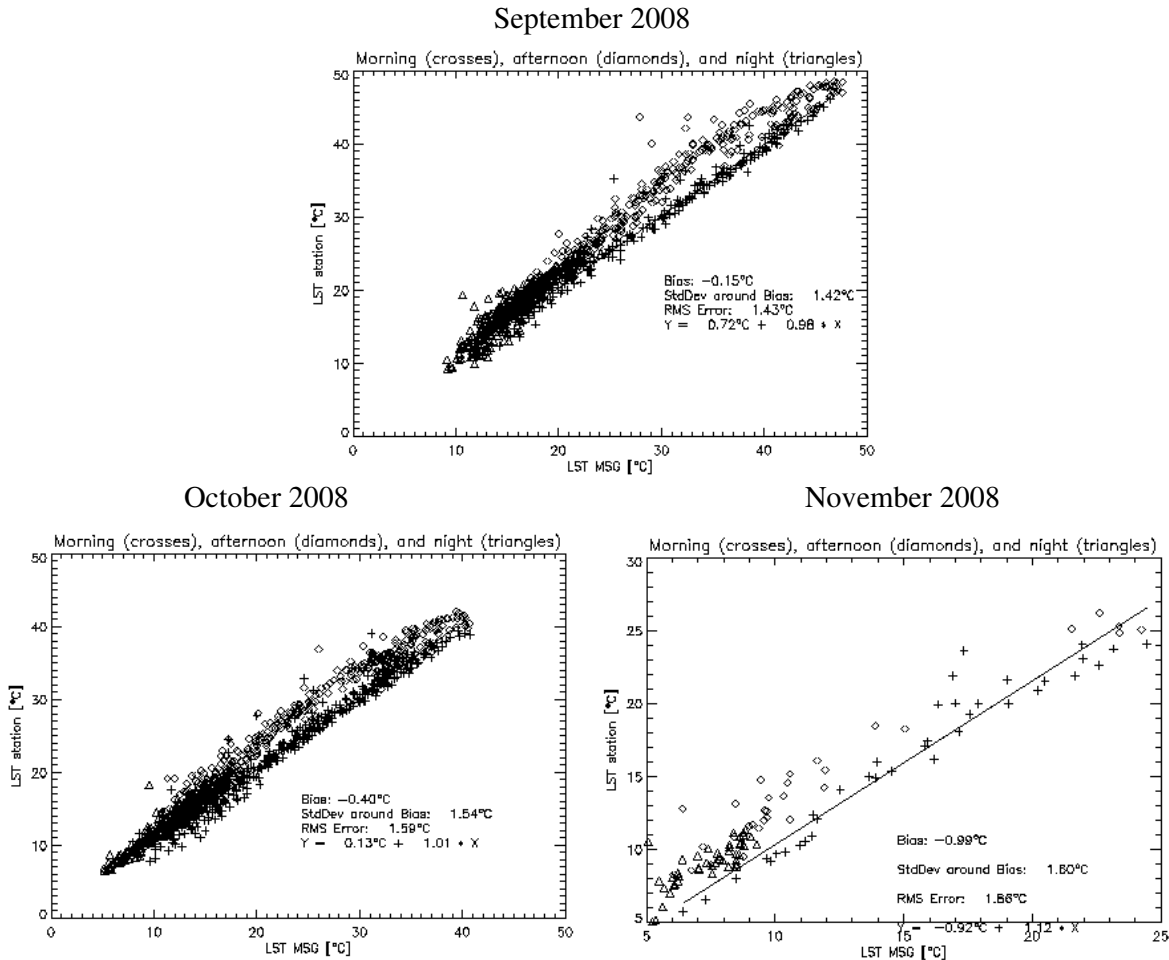 September 2008
Morning (crosses), afternoon (diamonds), and night (triangles)
50
40
30
20
10
0
LST station [°C]
Bias: -0.15°C
StdDev around Bias: 1.42°C
RMS Error: 1.43°C
Y = 0.72°C + 0.98 * X
0 10 20 30 40 50
LST MSG [°C]
October 2008
Morning (crosses), afternoon (diamonds), and night (triangles)
50
40
30
20
10
0
LST station [°C]
Bias: -0.40°C
StdDev around Bias: 1.54°C
RMS Error: 1.59°C
Y = 0.13°C + 1.01 * X
0 10 20 30 40 50
LST MSG [°C]
November 2008
Morning (crosses), afternoon (diamonds), and night (triangles)
30
25
20
15
10
5
LST station [°C]
Bias: -0.99°C
StdDev around Bias: 1.60°C
RMS Error: 1.86°C
Y = -0.92°C + 1.12 * X
5 10 15 20 25
LST MSG [°C]